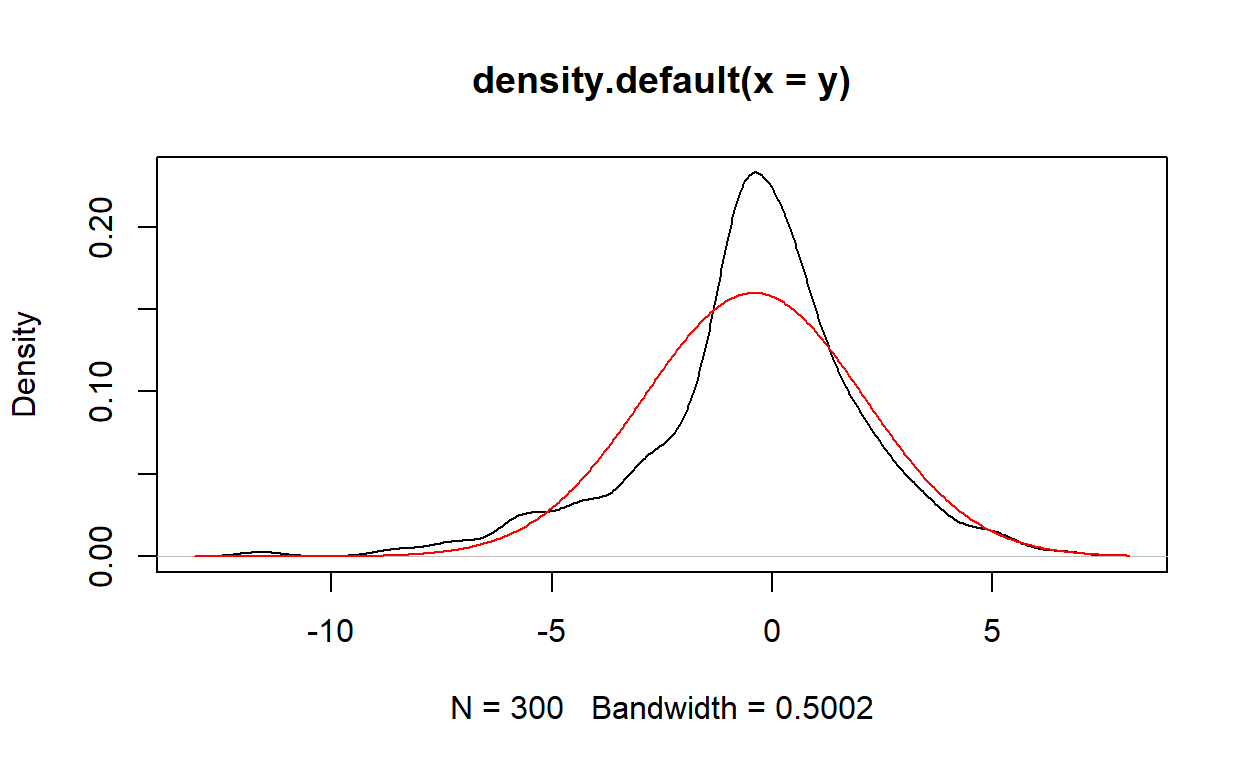 density.default(x = y)
Density
0.20
0.10
0.00
-10 -5 0 5
N = 300 Bandwidth = 0.5002